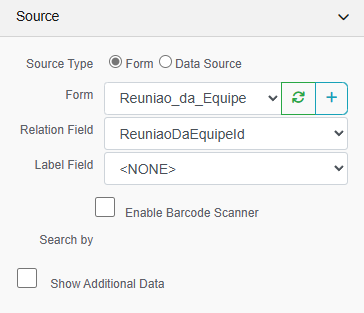 Source
Source Type Form Data Source
Form Reuniao_da_Equipe
Relation Field ReuniaoDaEquipeId
Label Field <NONE>
Enable Barcode Scanner
Search by
Show Additional Data